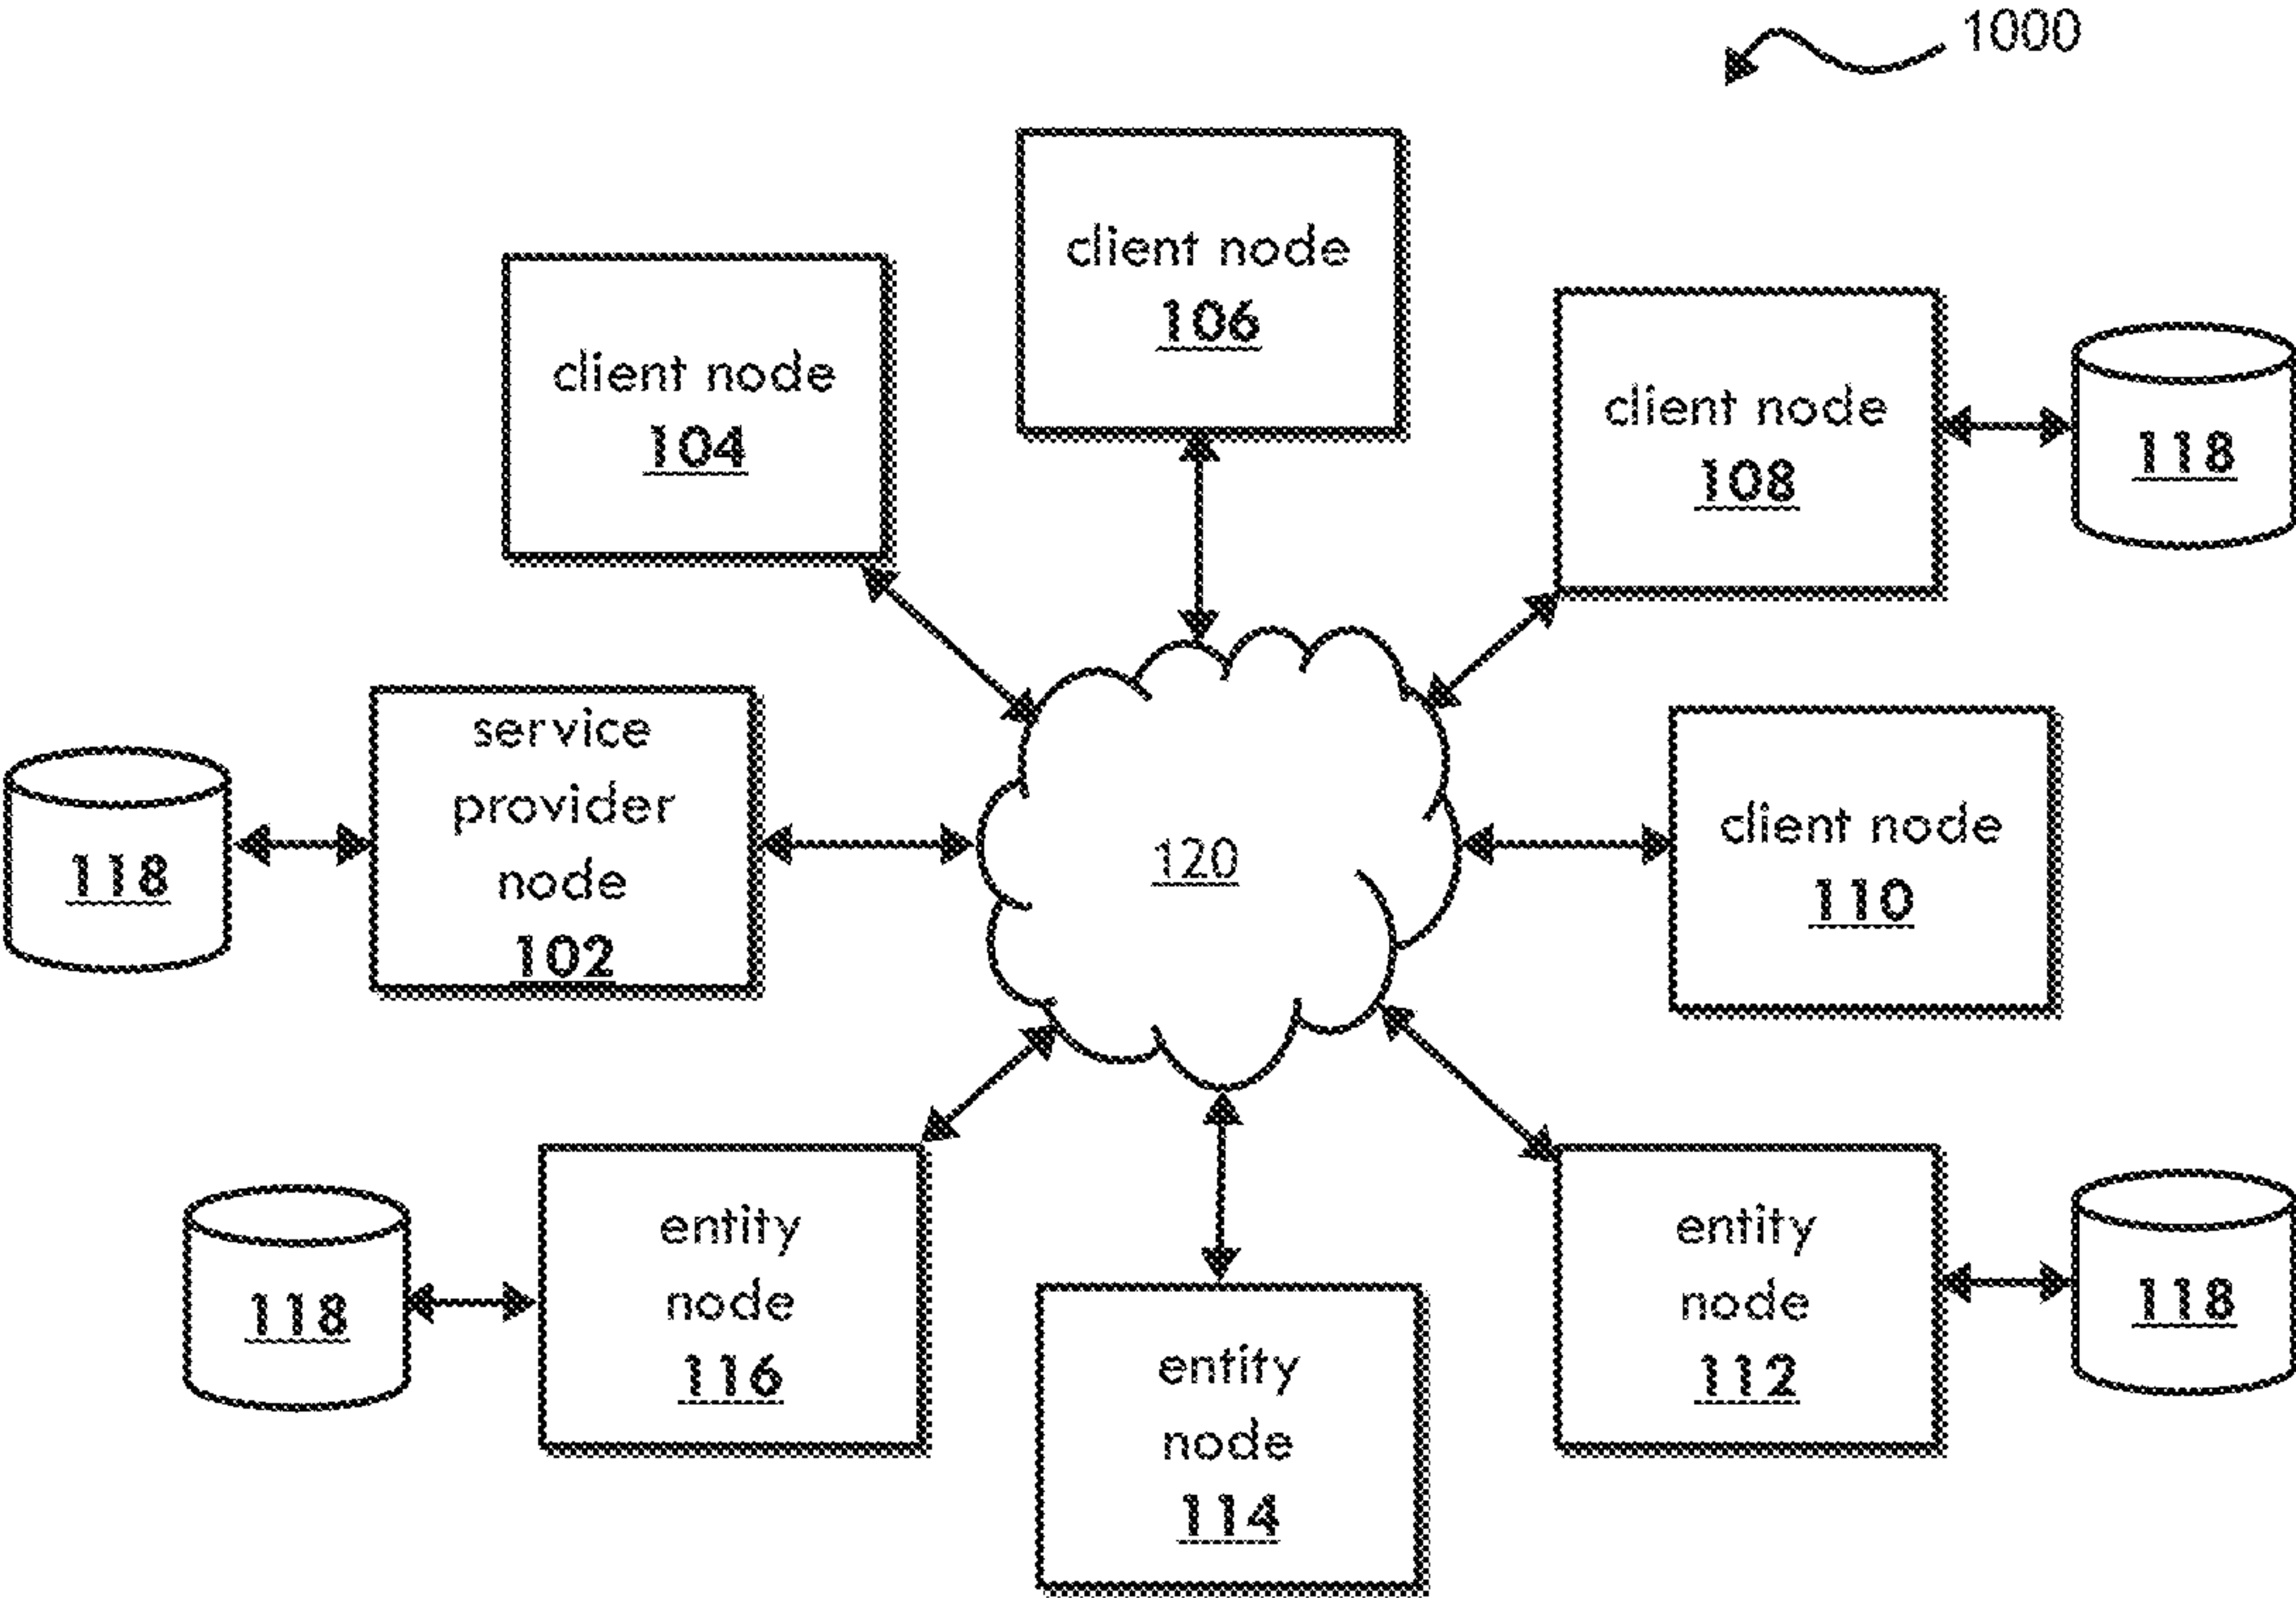 1000
client node
106
client node
104
client node
108
118
service
provider
node
102
118
120
client node
110
entity
node
116
118
entity
node
114
entity
node
112
118